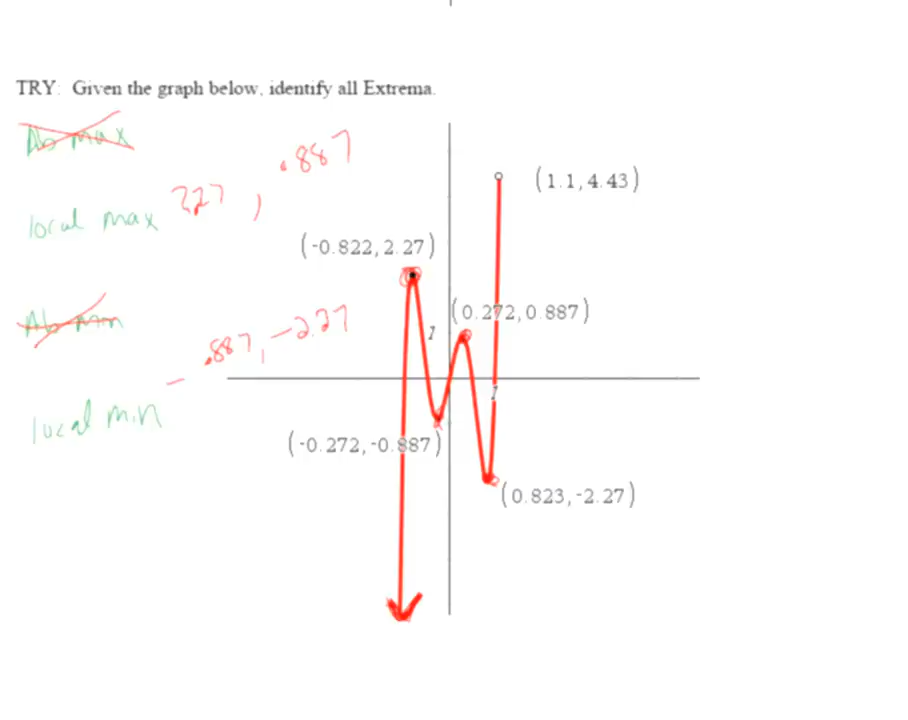 TRY: Given the graph below, identify all Extrema.
Ab max
local max 2.27, .887
(1.1,4.43)
(-0.822,2.27)
(0.272,0.887)
1
Ab min
local min -.887, -2.27
1
(-0.272,-0.887)
(0.823,-2.27)